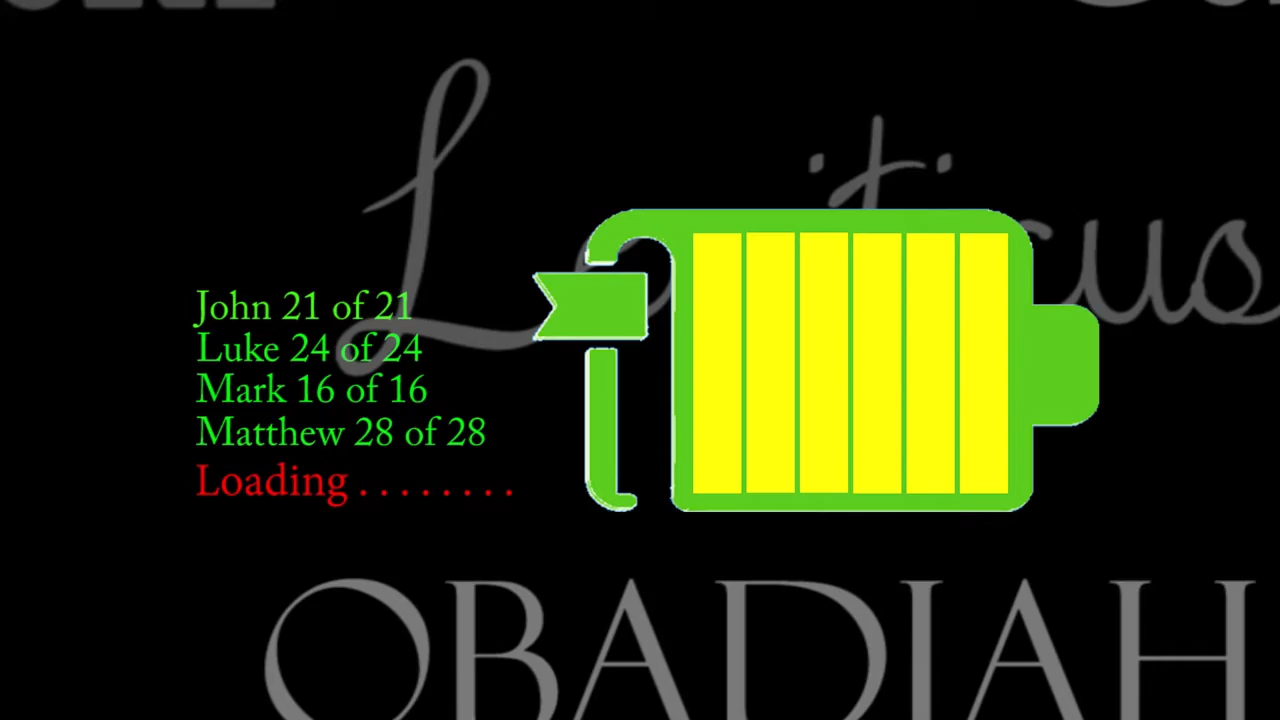 John 21 of 21
Luke 24 of 24
Mark 16 of 16
Matthew 28 of 28
Loading . . . . . . . .
OBADIAH